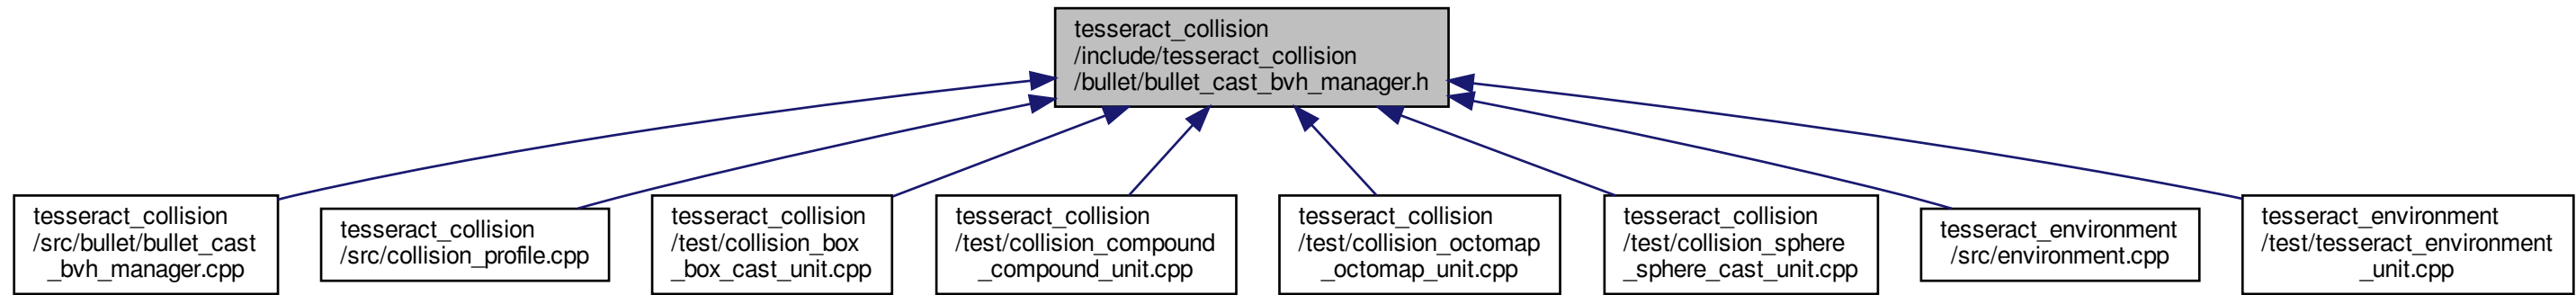 tesseract_collision
/include/tesseract_collision
/bullet/bullet_cast_bvh_manager.h
tesseract_collision
/src/bullet/bullet_cast
_bvh_manager.cpp
tesseract_collision
/src/collision_profile.cpp
tesseract_collision
/test/collision_box
_box_cast_unit.cpp
tesseract_collision
/test/collision_compound
_compound_unit.cpp
tesseract_collision
/test/collision_octomap
_octomap_unit.cpp
tesseract_collision
/test/collision_sphere
_sphere_cast_unit.cpp
tesseract_environment
/src/environment.cpp
tesseract_environment
/test/tesseract_environment
_unit.cpp